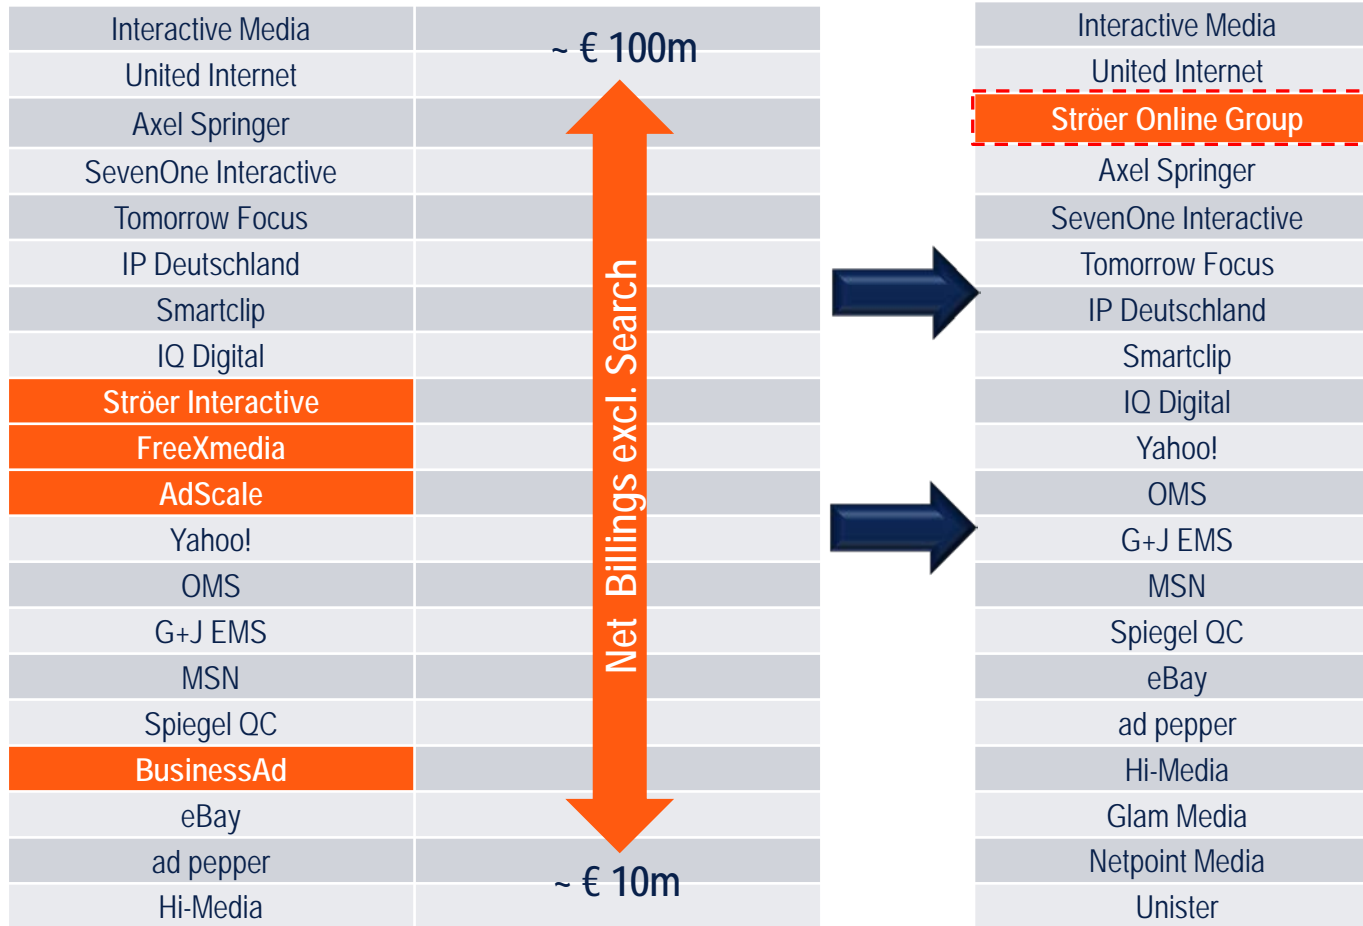 Interactive Media
United Internet
Axel Springer
SevenOne Interactive
Tomorrow Focus
IP Deutschland
Smartclip
IQ Digital
Ströer Interactive
FreeXmedia
AdScale
Yahoo!
OMS
G+J EMS
MSN
Spiegel QC
BusinessAd
eBay
ad pepper
Hi-Media
~ € 100m
Net Billings excl. Search
~ € 10m
Interactive Media
United Internet
Ströer Online Group
Axel Springer
SevenOne Interactive
Tomorrow Focus
IP Deutschland
Smartclip
IQ Digital
Yahoo!
OMS
G+J EMS
MSN
Spiegel QC
eBay
ad pepper
Hi-Media
Glam Media
Netpoint Media
Unister